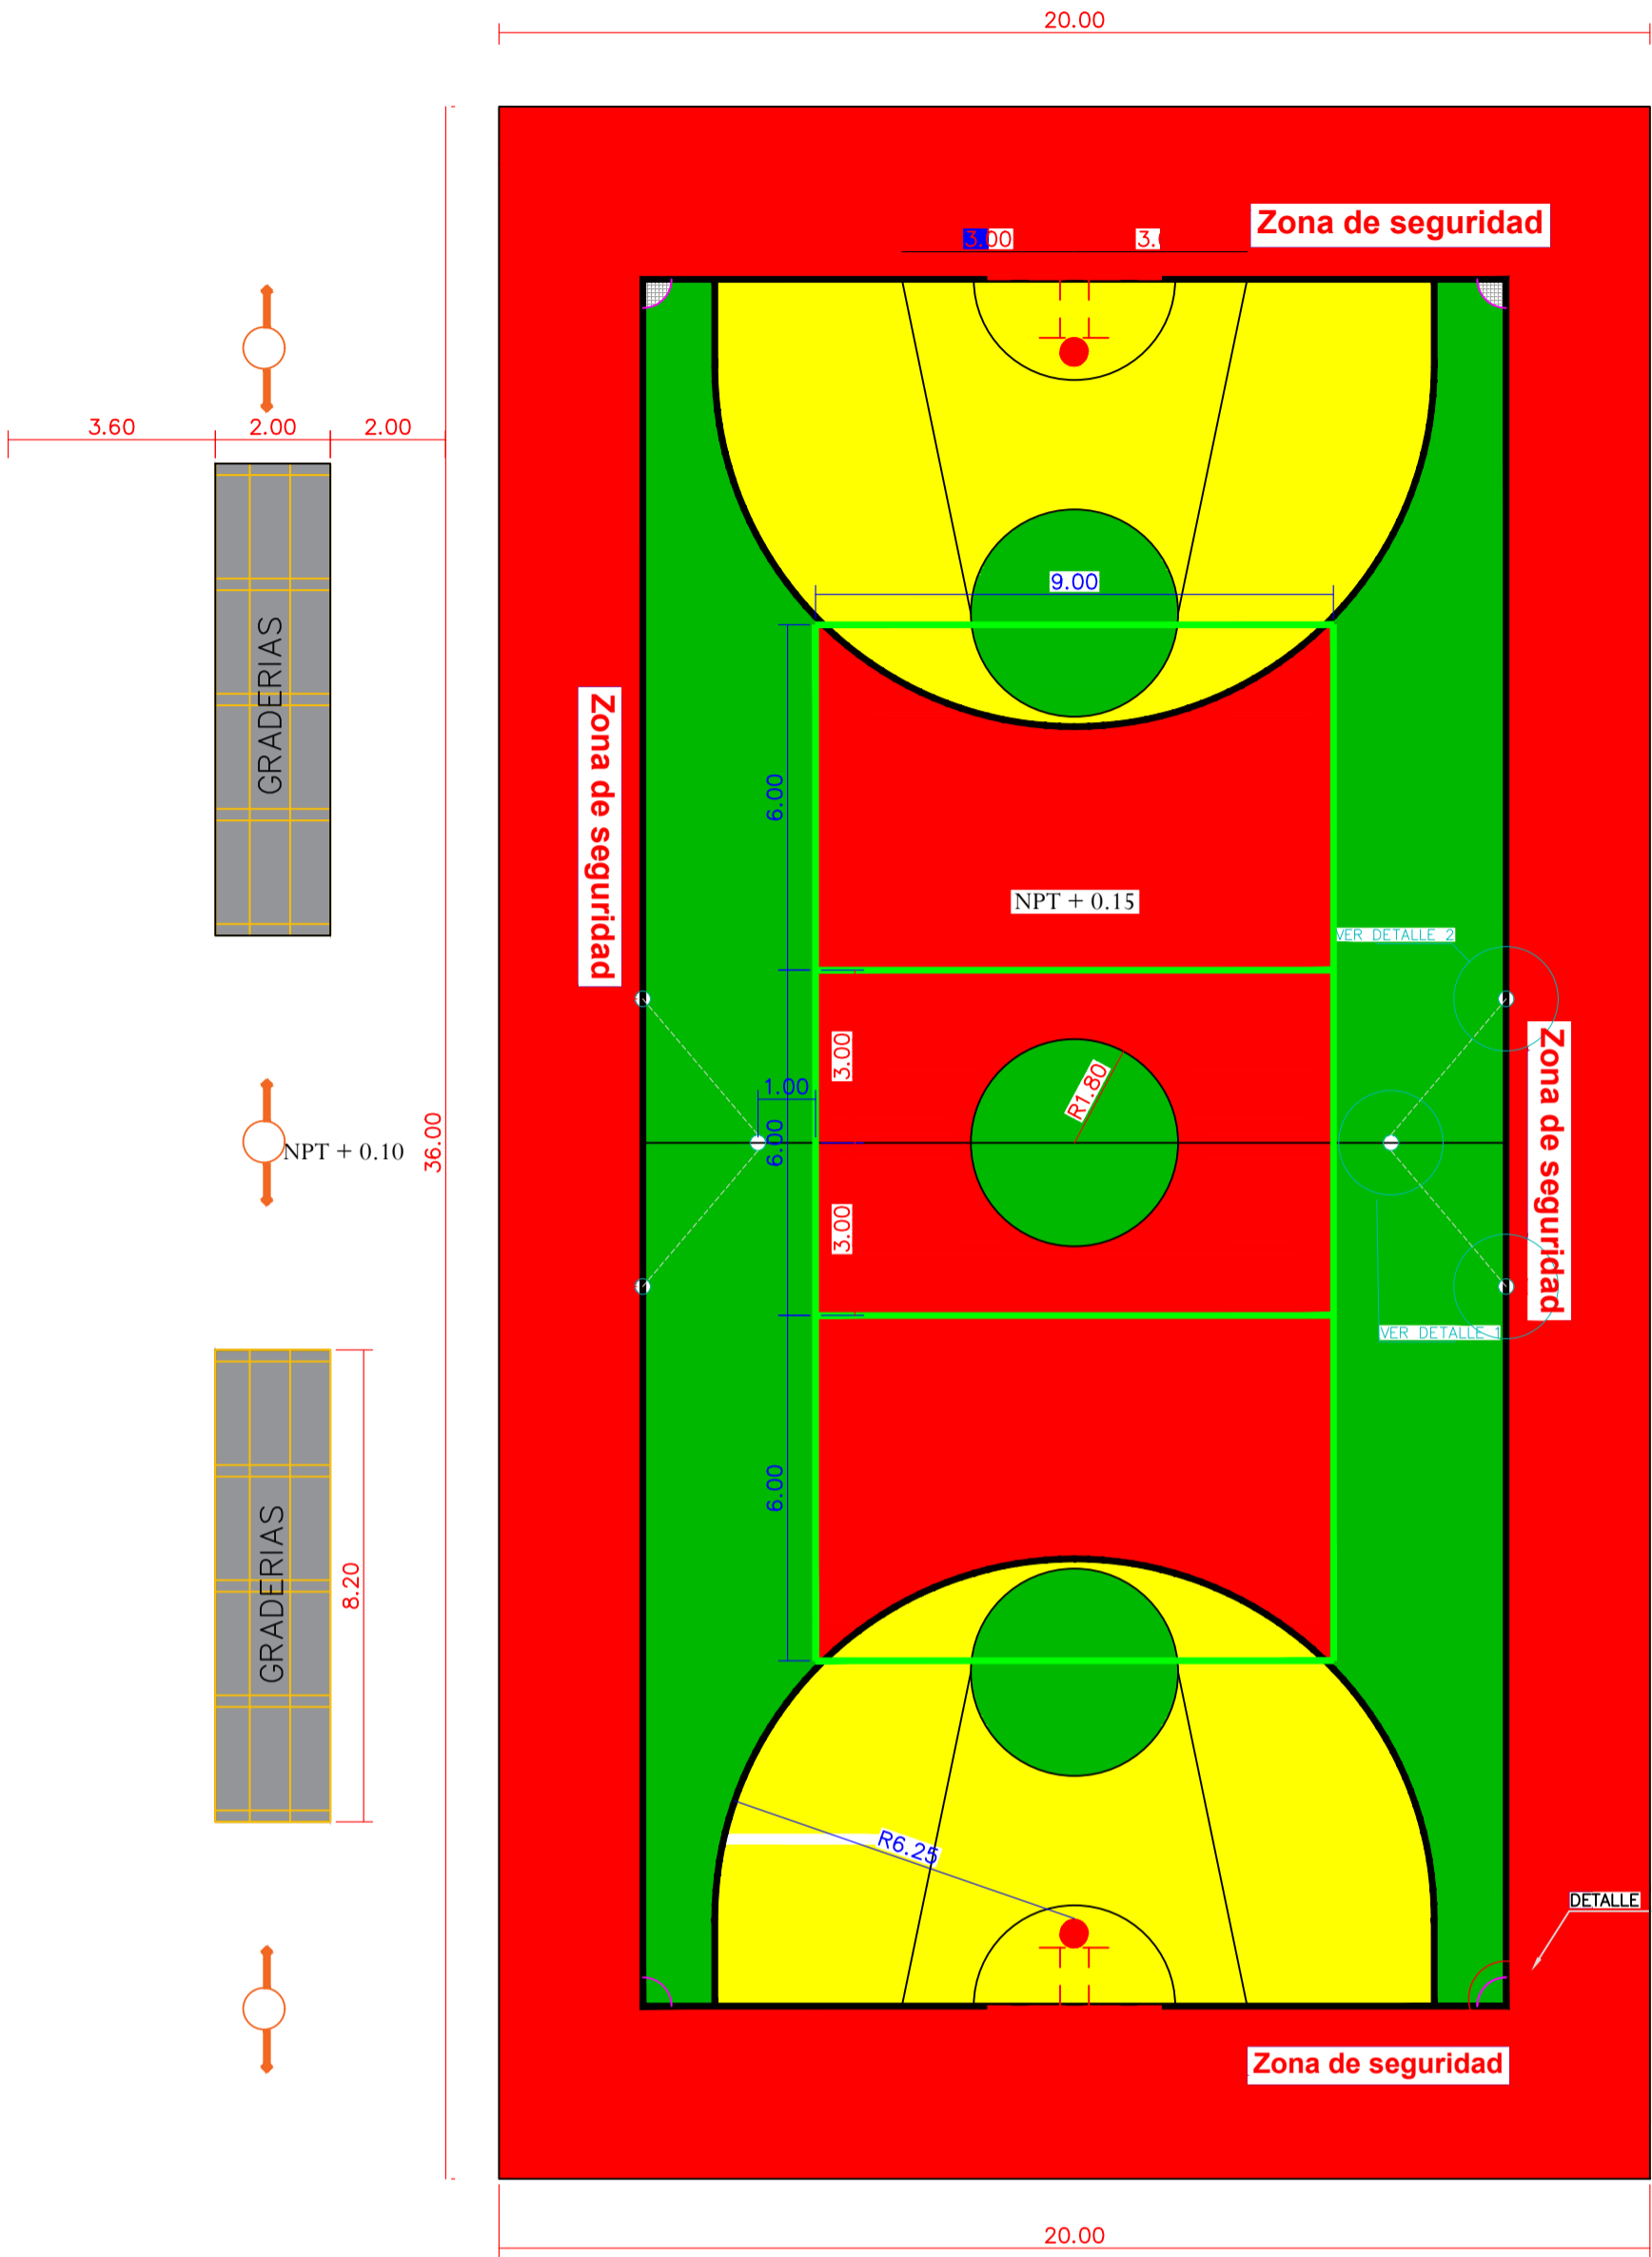 20.00
Zona de seguridad
3.00
3.
3.60
2.00
2.00
9.00
GRADERIAS
Zona de seguridad
6.00
NPT + 0.15
VER DETALLE 2
3.00
R1.80
1.00
Zona de seguridad
36.00
6.00
NPT + 0.10
3.00
VER DETALLE 1
6.00
GRADERIAS
8.20
R6.25
DETALLE
Zona de seguridad
20.00